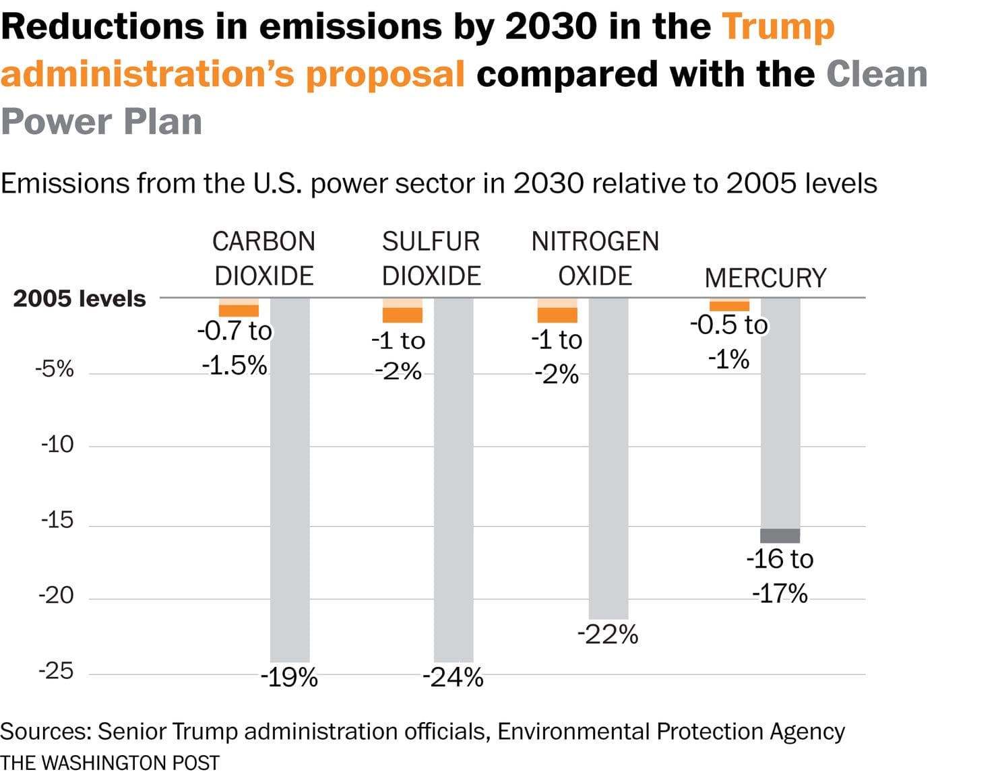 Reductions in emissions by 2030 in the Trump
administration’s proposal compared with the Clean
Power Plan
Emissions from the U.S. power sector in 2030 relative to 2005 levels
CARBON
DIOXIDE
SULFUR
DIOXIDE
NITROGEN
OXIDE
MERCURY
2005 levels
-0.7 to
-1.5%
-1 to
-2%
-1 to
-2%
-0.5 to
-1%
-5%
-10
-15
-16 to
-17%
-20
-22%
-25
-19%
-24%
Sources: Senior Trump administration officials, Environmental Protection Agency
THE WASHINGTON POST